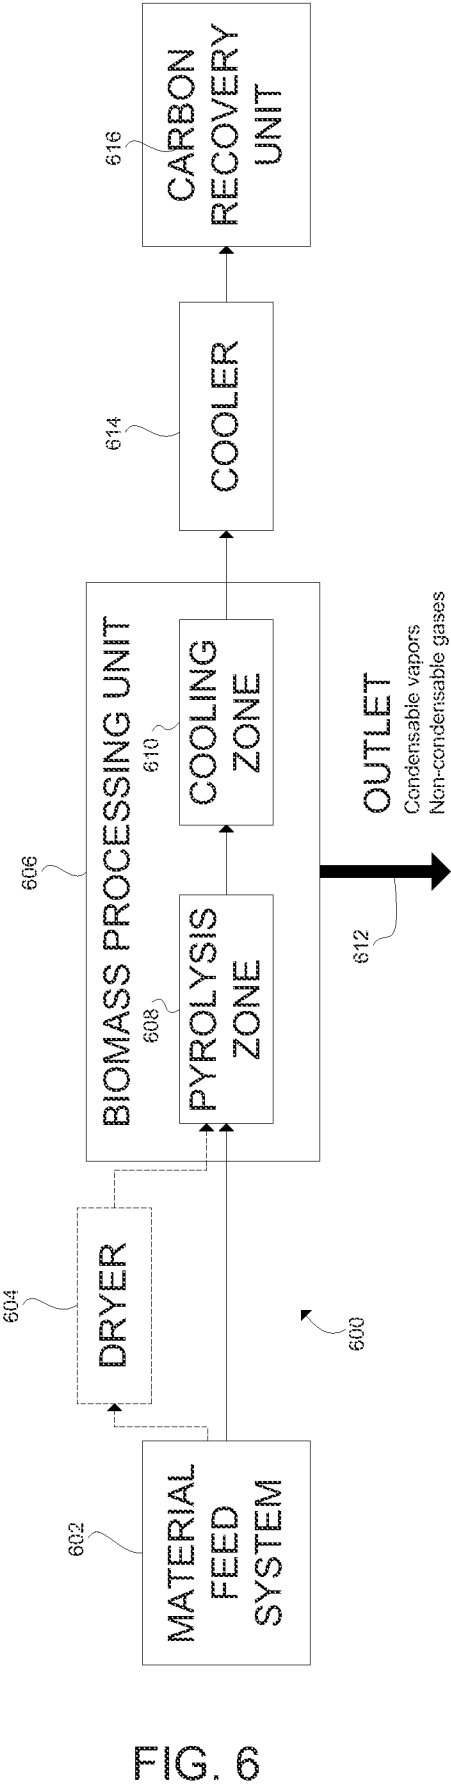 602
MATERIAL
FEED
SYSTEM
604
DRYER
600
606
BIOMASS PROCESSING UNIT
608
PYROLYSIS
ZONE
610
COOLING
ZONE
612
OUTLET
Condensable vapors
Non-condensable gases
614
COOLER
616
CARBON
RECOVERY
UNIT
FIG. 6